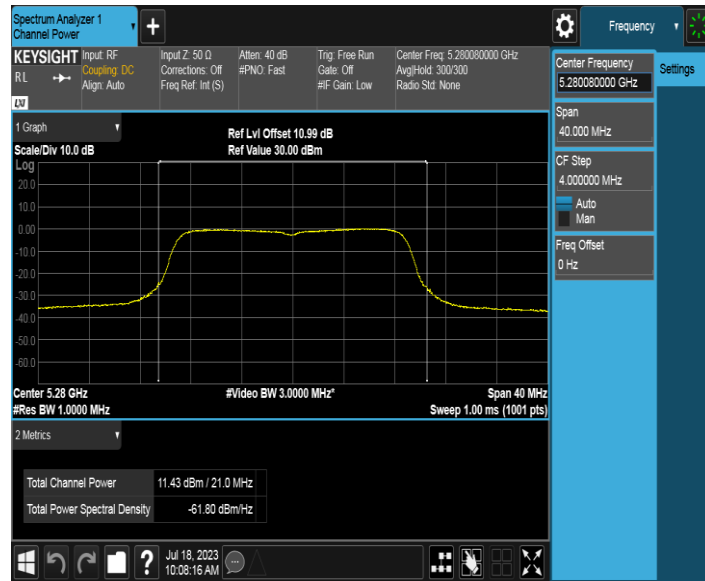 Spectrum Analyzer 1
Channel Power
+
Frequency
KEYSIGHT
RL
LXI
Input: RF
Coupling: DC
Align: Auto
Input Z: 50 Ω
Corrections: Off
Freq Ref: Int (S)
Atten: 40 dB
#PNO: Fast
Trig: Free Run
Gate: Off
#IF Gain: Low
Center Freq: 5.280080000 GHz
Avg|Hold: 300/300
Radio Std: None
Center Frequency
5.280080000 GHz
Settings
Span
40.000 MHz
CF Step
4.000000 MHz
Auto
Man
Freq Offset
0 Hz
1 Graph
Scale/Div 10.0 dB
Ref Lvl Offset 10.99 dB
Ref Value 30.00 dBm
Log
20.0
10.0
0.00
-10.0
-20.0
-30.0
-40.0
-50.0
-60.0
Center 5.28 GHz
#Video BW 3.0000 MHz*
Span 40 MHz
#Res BW 1.0000 MHz
Sweep 1.00 ms (1001 pts)
2 Metrics
Total Channel Power 11.43 dBm / 21.0 MHz
Total Power Spectral Density -61.80 dBm/Hz
?
Jul 18, 2023
10:08:16 AM